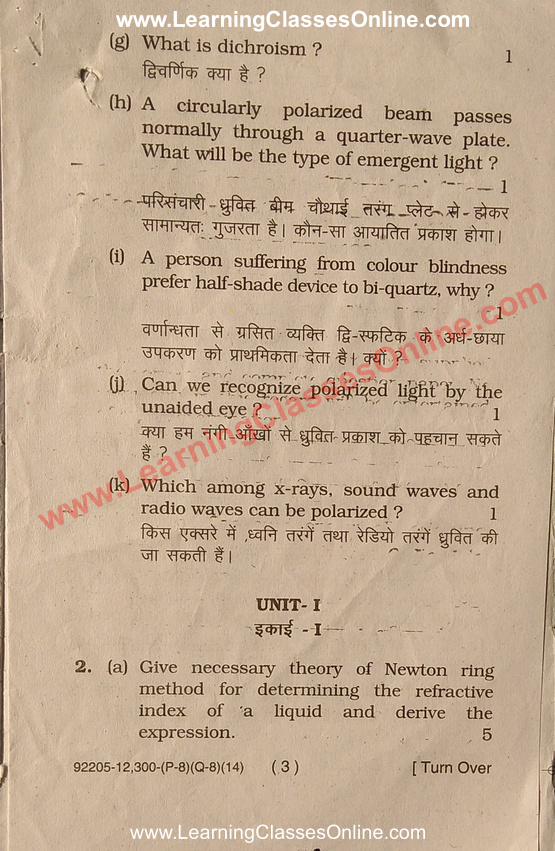 www.LearningClassesOnline.com
(g) What is dichroism ? 1
द्विवर्णिक क्या है ?
(h) A circularly polarized beam passes
normally through a quarter-wave plate.
What will be the type of emergent light ?
1
परिसंचारी ध्रुवित बीम चौथाई तरंग प्लेट से होकर
सामान्यतः गुजरता है। कौन-सा आयातित प्रकाश होगा।
(i) A person suffering from colour blindness
prefer half-shade device to bi-quartz, why ?
1
वर्णान्धता से ग्रसित व्यक्ति द्वि-स्फटिक के अर्ध-छाया
उपकरण को प्राथमिकता देता है। क्यों ?
(j) Can we recognize polarized light by the
unaided eye ? 1
क्या हम नंगी-आँखों से ध्रुवित प्रकाश को पहचान सकते
हैं ?
(k) Which among x-rays, sound waves and
radio waves can be polarized ? 1
किस एक्सरे में ध्वनि तरंगें तथा रेडियो तरंगें ध्रुवित की
जा सकती हैं।
www.LearningClassesOnline.com
UNIT- I
इकाई - I
2. (a) Give necessary theory of Newton ring
method for determining the refractive
index of a liquid and derive the
expression. 5
92205-12,300-(P-8)(Q-8)(14) ( 3 ) [ Turn Over
www.LearningClassesOnline.com